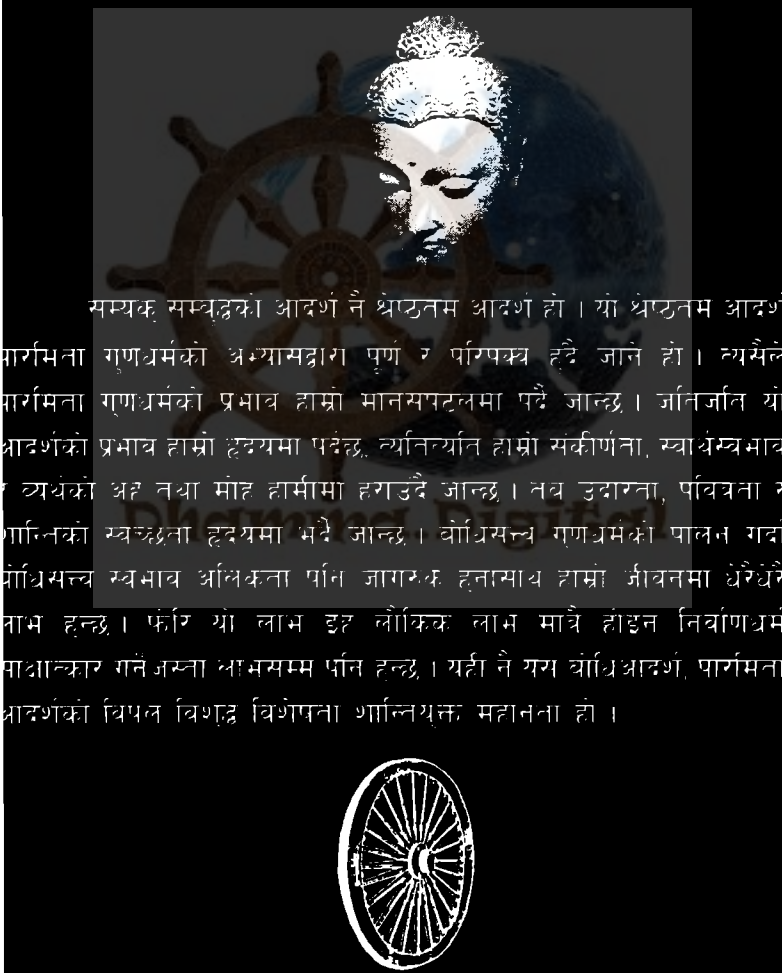 सम्यक् सम्बुद्धको आदर्श नै श्रेष्ठतम आदर्श हो । यो श्रेष्ठतम आदर्श
पारमिता गुणधर्मको अभ्यासद्वारा पूर्ण र परिपक्व हुँदै जाने हो । त्यसैले
पारमिता गुणधर्मको प्रभाव हाम्रो मानसपटलमा पर्दै जान्छ । जतिजति यो
आदर्शको प्रभाव हाम्रो हृदयमा पर्दछ, त्यतित्यति हाम्रो संकीर्णता, स्वार्थस्वभाव
र व्यर्थको अहं तथा मोह हामीमा हराउँदै जान्छ । तब उदारता, पवित्रता र
शान्तिको स्वच्छता हृदयमा भर्दै जान्छ । बोधिसत्त्व गुणधर्मको पालन गर्दा
बोधिसत्त्व स्वभाव अलिकता पनि जागरुक हुनासाथ हाम्रो जीवनमा धेरैधेरै
लाभ हुन्छ । फेरि यो लाभ इह लौकिक लाभ मात्रै होइन निर्वाणधर्म
साक्षात्कार गर्नेजस्ता लाभसम्म पनि हुन्छ । यही नै यस बोधिआदर्श, पारमिता
आदर्शको विपुल विशुद्ध विशेषता शान्तियुक्त महानता हो ।
Dhamma.Digital